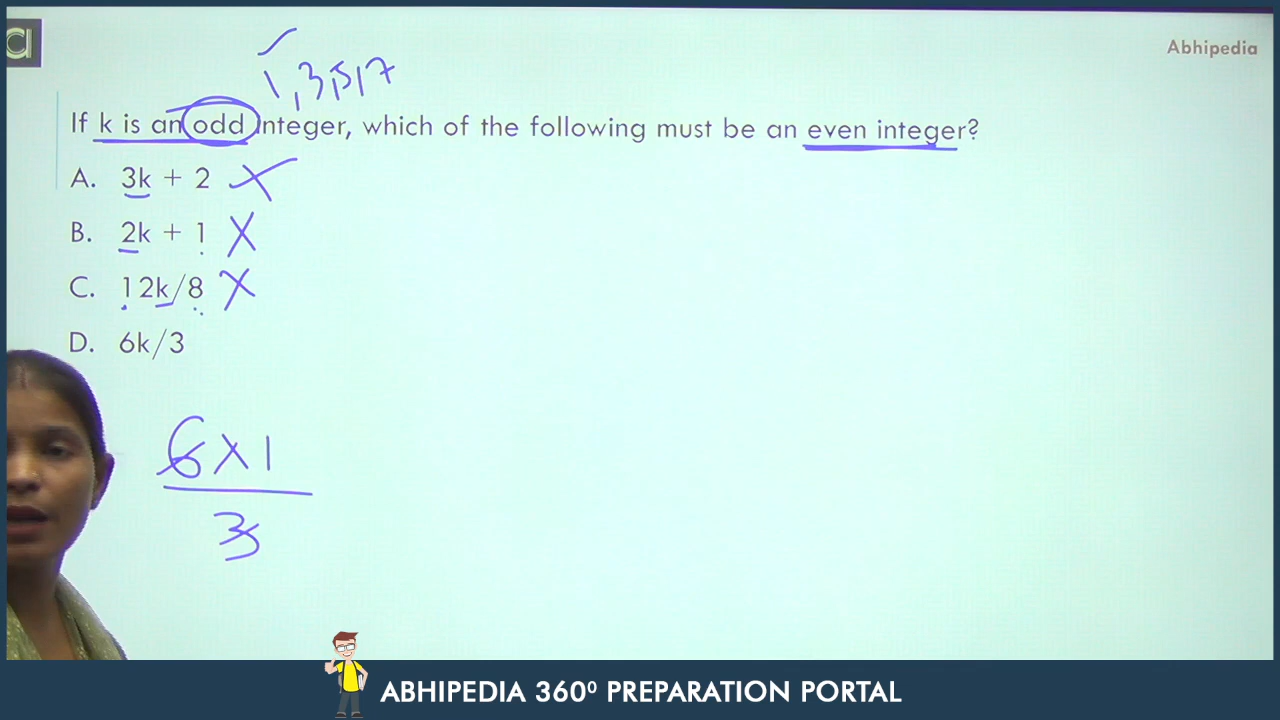 a
Abhipedia
1, 3, 5, 7
If k is an odd integer, which of the following must be an even integer?
A. 3k + 2 X
B. 2k + 1 X
C. 12k/8 X
D. 6k/3
6 X 1
3
ABHIPEDIA 360⁰ PREPARATION PORTAL